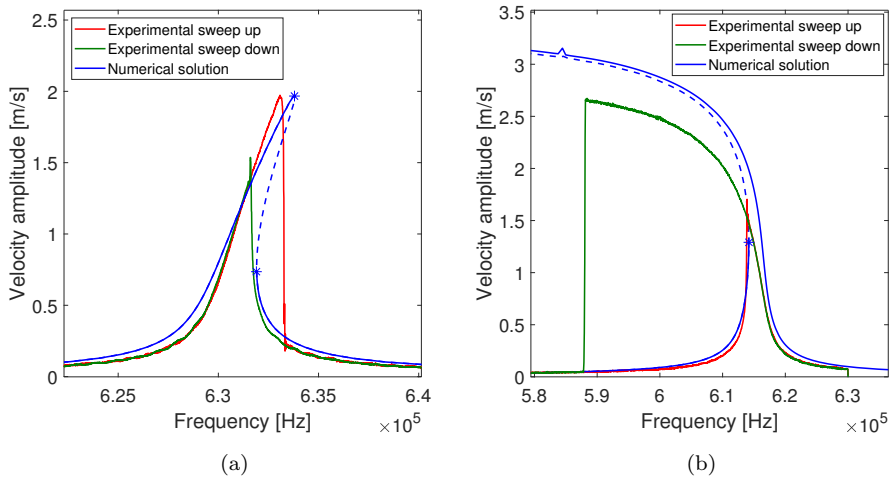 Experimental sweep up
Experimental sweep down
Numerical solution
Velocity amplitude [m/s]
2.5
2
1.5
1
0.5
0
6.25
6.3
6.35
6.4
Frequency [Hz]
×10^5
(a)
Experimental sweep up
Experimental sweep down
Numerical solution
Velocity amplitude [m/s]
3.5
3
2.5
2
1.5
1
0.5
0
5.8
5.9
6
6.1
6.2
6.3
Frequency [Hz]
×10^5
(b)